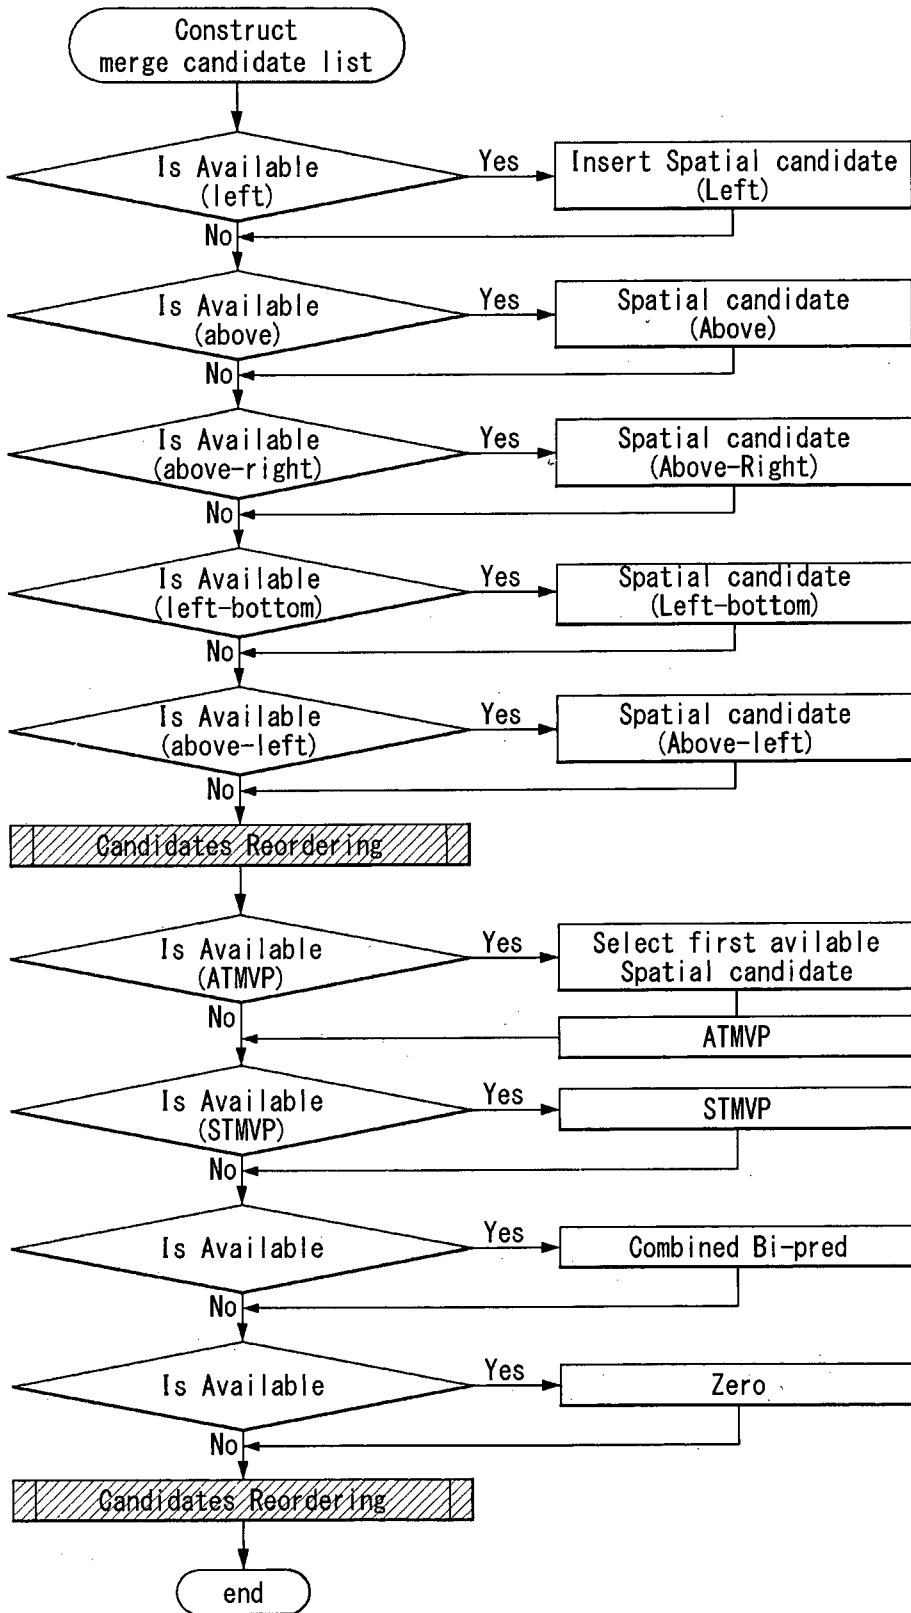 Construct
merge candidate list
Is Available
(left)
Yes
Insert Spatial candidate
(Left)
No
Is Available
(above)
Yes
Spatial candidate
(Above)
No
Is Available
(above-right)
Yes
Spatial candidate
(Above-Right)
No
Is Available
(left-bottom)
Yes
Spatial candidate
(Left-bottom)
No
Is Available
(above-left)
Yes
Spatial candidate
(Above-left)
No
Candidates Reordering
Is Available
(ATMVP)
Yes
Select first avilable
Spatial candidate
No
ATMVP
Is Available
(STMVP)
Yes
STMVP
No
Is Available
Yes
Combined Bi-pred
No
Is Available
Yes
Zero
No
Candidates Reordering
end